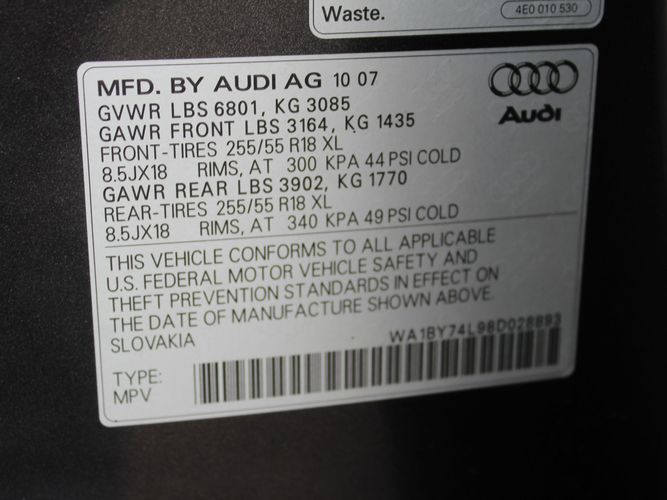 Waste.
4E0 010 530
MFD. BY AUDI AG 10 07
GVWR LBS 6801, KG 3085
GAWR FRONT LBS 3164, KG 1435
FRONT-TIRES 255/55 R18 XL
8.5JX18 RIMS, AT 300 KPA 44 PSI COLD
GAWR REAR LBS 3902, KG 1770
REAR-TIRES 255/55 R18 XL
8.5JX18 RIMS, AT 340 KPA 49 PSI COLD
Audi
THIS VEHICLE CONFORMS TO ALL APPLICABLE
U.S. FEDERAL MOTOR VEHICLE SAFETY AND
THEFT PREVENTION STANDARDS IN EFFECT ON
THE DATE OF MANUFACTURE SHOWN ABOVE.
SLOVAKIA
WA1BY74L98D028893
TYPE:
MPV